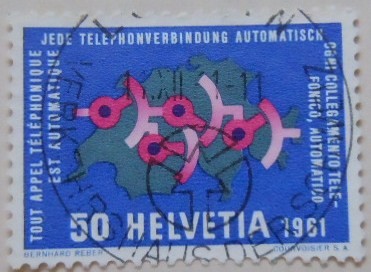 JEDE TELEPHONVERBINDUNG AUTOMATISCH
TOUT APPEL TÉLÉPHONIQUE
EST AUTOMATIQUE
OGNI COLLEGAMENTO TELE-
FONICO, AUTOMATICO
50 HELVETIA 1961
BERNHARD REBER
COURVOISIER S.A.